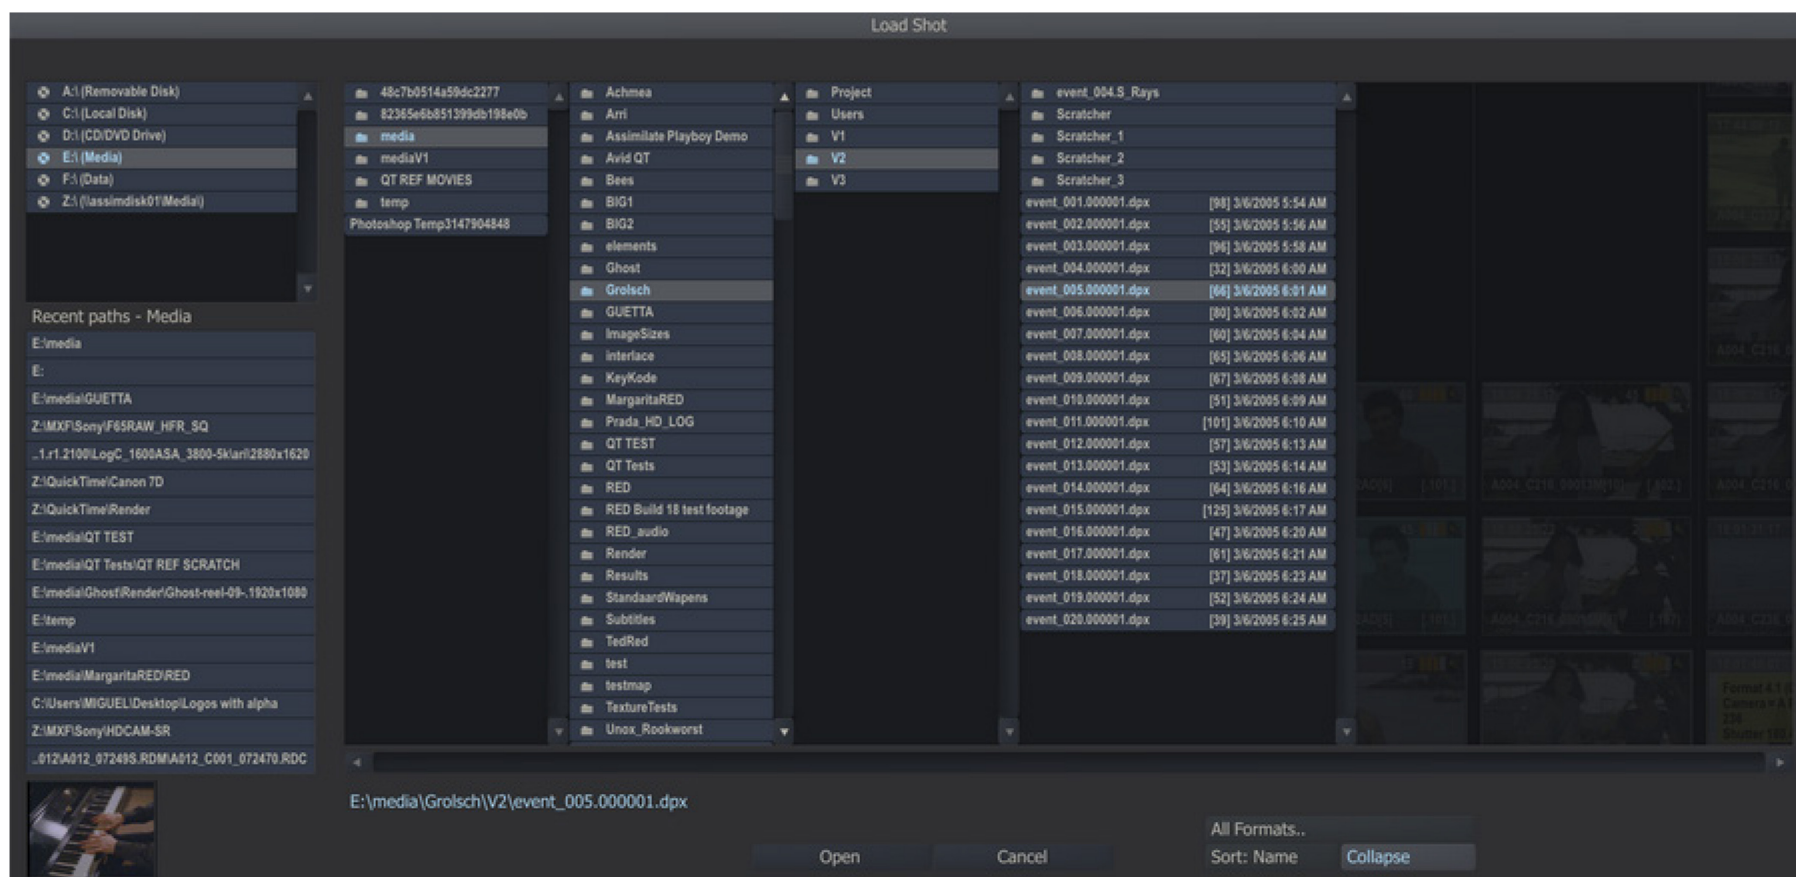 Load Shot
A:\ (Removable Disk)
C:\ (Local Disk)
D:\ (CD/DVD Drive)
E:\ (Media)
F:\ (Data)
Z:\ (\\assimdisk01\Media\)
Recent paths - Media
E:\media
E:
E:\media\GUETTA
Z:\MXF\Sony\F65RAW_HFR_SQ
..1.r1.2100\LogC_1600ASA_3800-5k\ari\2880x1620
Z:\QuickTime\Canon 7D
Z:\QuickTime\Render
E:\media\QT TEST
E:\media\QT Tests\QT REF SCRATCH
E:\media\Ghost\Render\Ghost-reel-09-.1920x1080
E:\temp
E:\mediaV1
E:\media\MargaritaRED\RED
C:\Users\MIGUEL\Desktop\Logos with alpha
Z:\MXF\Sony\HDCAM-SR
..012\A012_07249S.RDM\A012_C001_072470.RDC
48c7b0514a59dc2277
82365e6b851399db198e0b
media
mediaV1
QT REF MOVIES
temp
Photoshop Temp3147904848
Achmea
Arri
Assimilate Playboy Demo
Avid QT
Bees
BIG1
BIG2
elements
Ghost
Grolsch
GUETTA
ImageSizes
interlace
KeyKode
MargaritaRED
Prada_HD_LOG
QT TEST
QT Tests
RED
RED Build 18 test footage
RED_audio
Render
Results
StandaardWapens
Subtitles
TedRed
test
testmap
TextureTests
Unox_Rookworst
Project
Users
V1
V2
V3
event_004.S_Rays
Scratcher
Scratcher_1
Scratcher_2
Scratcher_3
event_001.000001.dpx [98] 3/6/2005 5:54 AM
event_002.000001.dpx [55] 3/6/2005 5:56 AM
event_003.000001.dpx [96] 3/6/2005 5:58 AM
event_004.000001.dpx [32] 3/6/2005 6:00 AM
event_005.000001.dpx [66] 3/6/2005 6:01 AM
event_006.000001.dpx [80] 3/6/2005 6:02 AM
event_007.000001.dpx [60] 3/6/2005 6:04 AM
event_008.000001.dpx [65] 3/6/2005 6:06 AM
event_009.000001.dpx [67] 3/6/2005 6:08 AM
event_010.000001.dpx [51] 3/6/2005 6:09 AM
event_011.000001.dpx [101] 3/6/2005 6:10 AM
event_012.000001.dpx [57] 3/6/2005 6:13 AM
event_013.000001.dpx [53] 3/6/2005 6:14 AM
event_014.000001.dpx [64] 3/6/2005 6:16 AM
event_015.000001.dpx [125] 3/6/2005 6:17 AM
event_016.000001.dpx [47] 3/6/2005 6:20 AM
event_017.000001.dpx [61] 3/6/2005 6:21 AM
event_018.000001.dpx [37] 3/6/2005 6:23 AM
event_019.000001.dpx [52] 3/6/2005 6:24 AM
event_020.000001.dpx [39] 3/6/2005 6:25 AM
E:\media\Grolsch\V2\event_005.000001.dpx
All Formats..
Open
Cancel
Sort: Name
Collapse